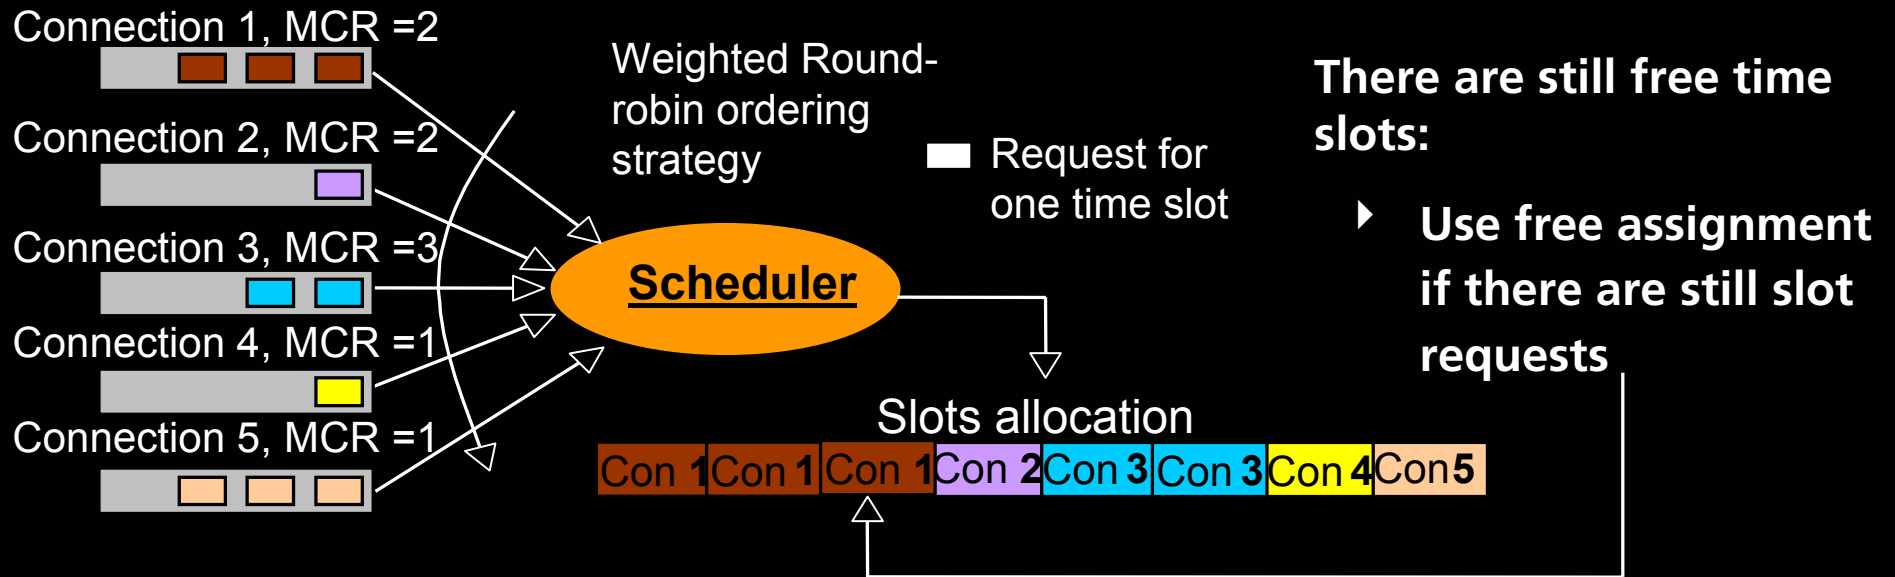 Connection 1, MCR =2
Connection 2, MCR =2
Connection 3, MCR =3
Connection 4, MCR =1
Connection 5, MCR =1
Weighted Round-
robin ordering
strategy
Request for
one time slot
Scheduler
Slots allocation
Con 1 Con 1 Con 1 Con 2 Con 3 Con 3 Con 4 Con 5
There are still free time
slots:
Use free assignment
if there are still slot
requests